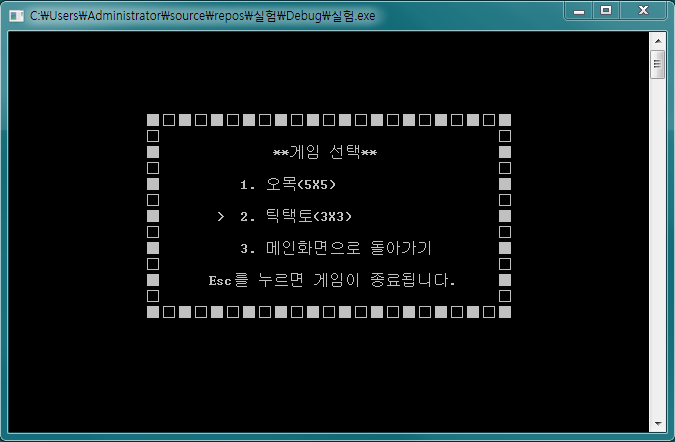 C:₩Users₩Administrator₩source₩repos₩실험₩Debug₩실험.exe
**게임 선택**
1. 오목(5X5)
> 2. 틱택토(3X3)
3. 메인화면으로 돌아가기
Esc를 누르면 게임이 종료됩니다.